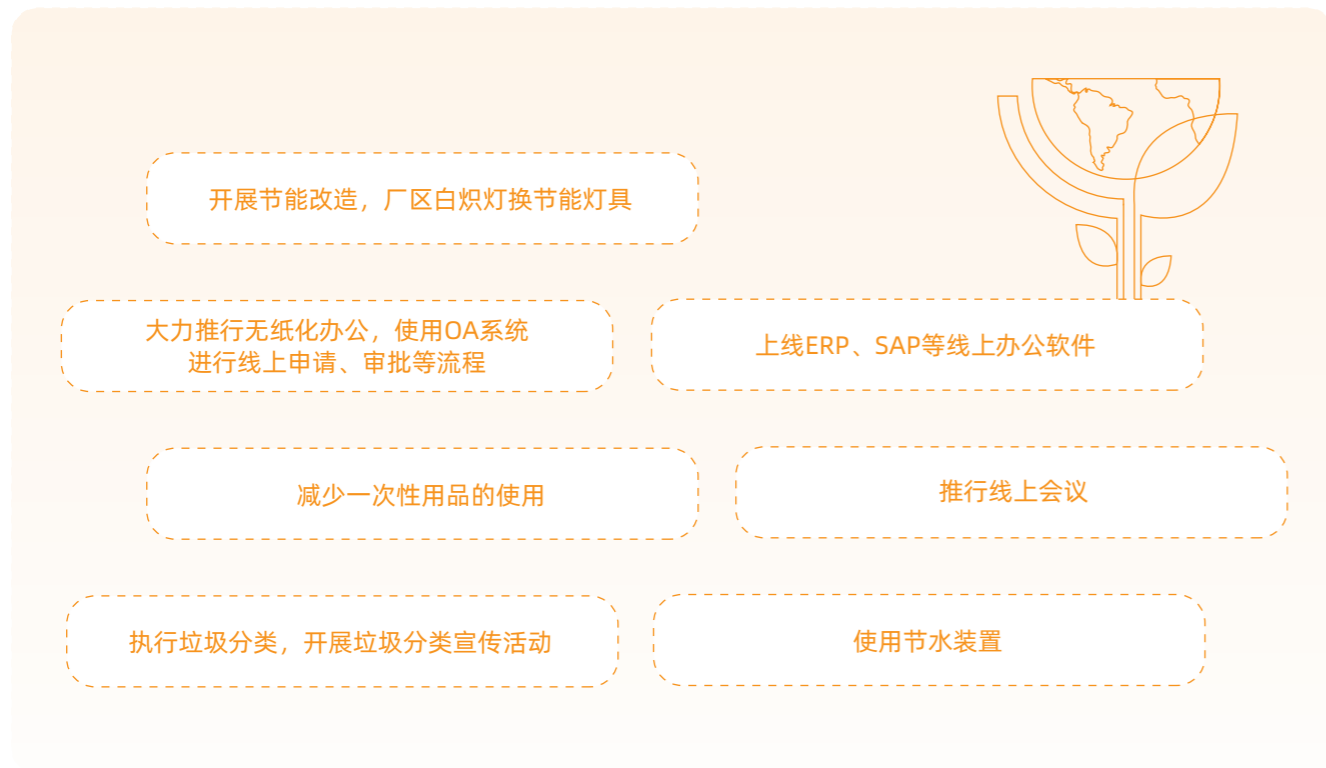 开展节能改造，厂区白炽灯换节能灯具
大力推行无纸化办公，使用OA系统
进行线上申请、审批等流程
上线ERP、SAP等线上办公软件
减少一次性用品的使用
推行线上会议
执行垃圾分类，开展垃圾分类宣传活动
使用节水装置